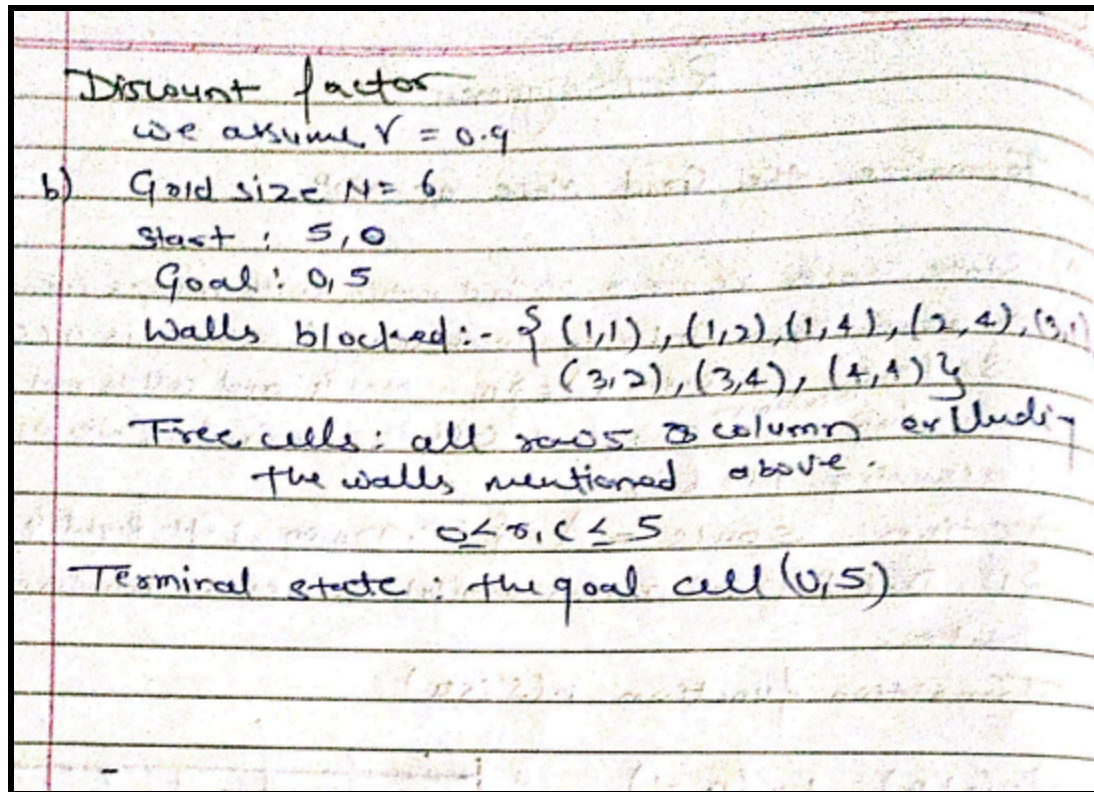 Discount factor
we assume γ = 0.9
b) Grid size N = 6
Start : 5,0
Goal : 0,5
Walls blocked :- { (1,1), (1,2), (1,4), (2,4), (3,1)
(3,2), (3,4), (4,4) }
Free cells : all rows & column excluding
the walls mentioned above.
0 ≤ r, c ≤ 5
Terminal state : the goal cell (0,5)